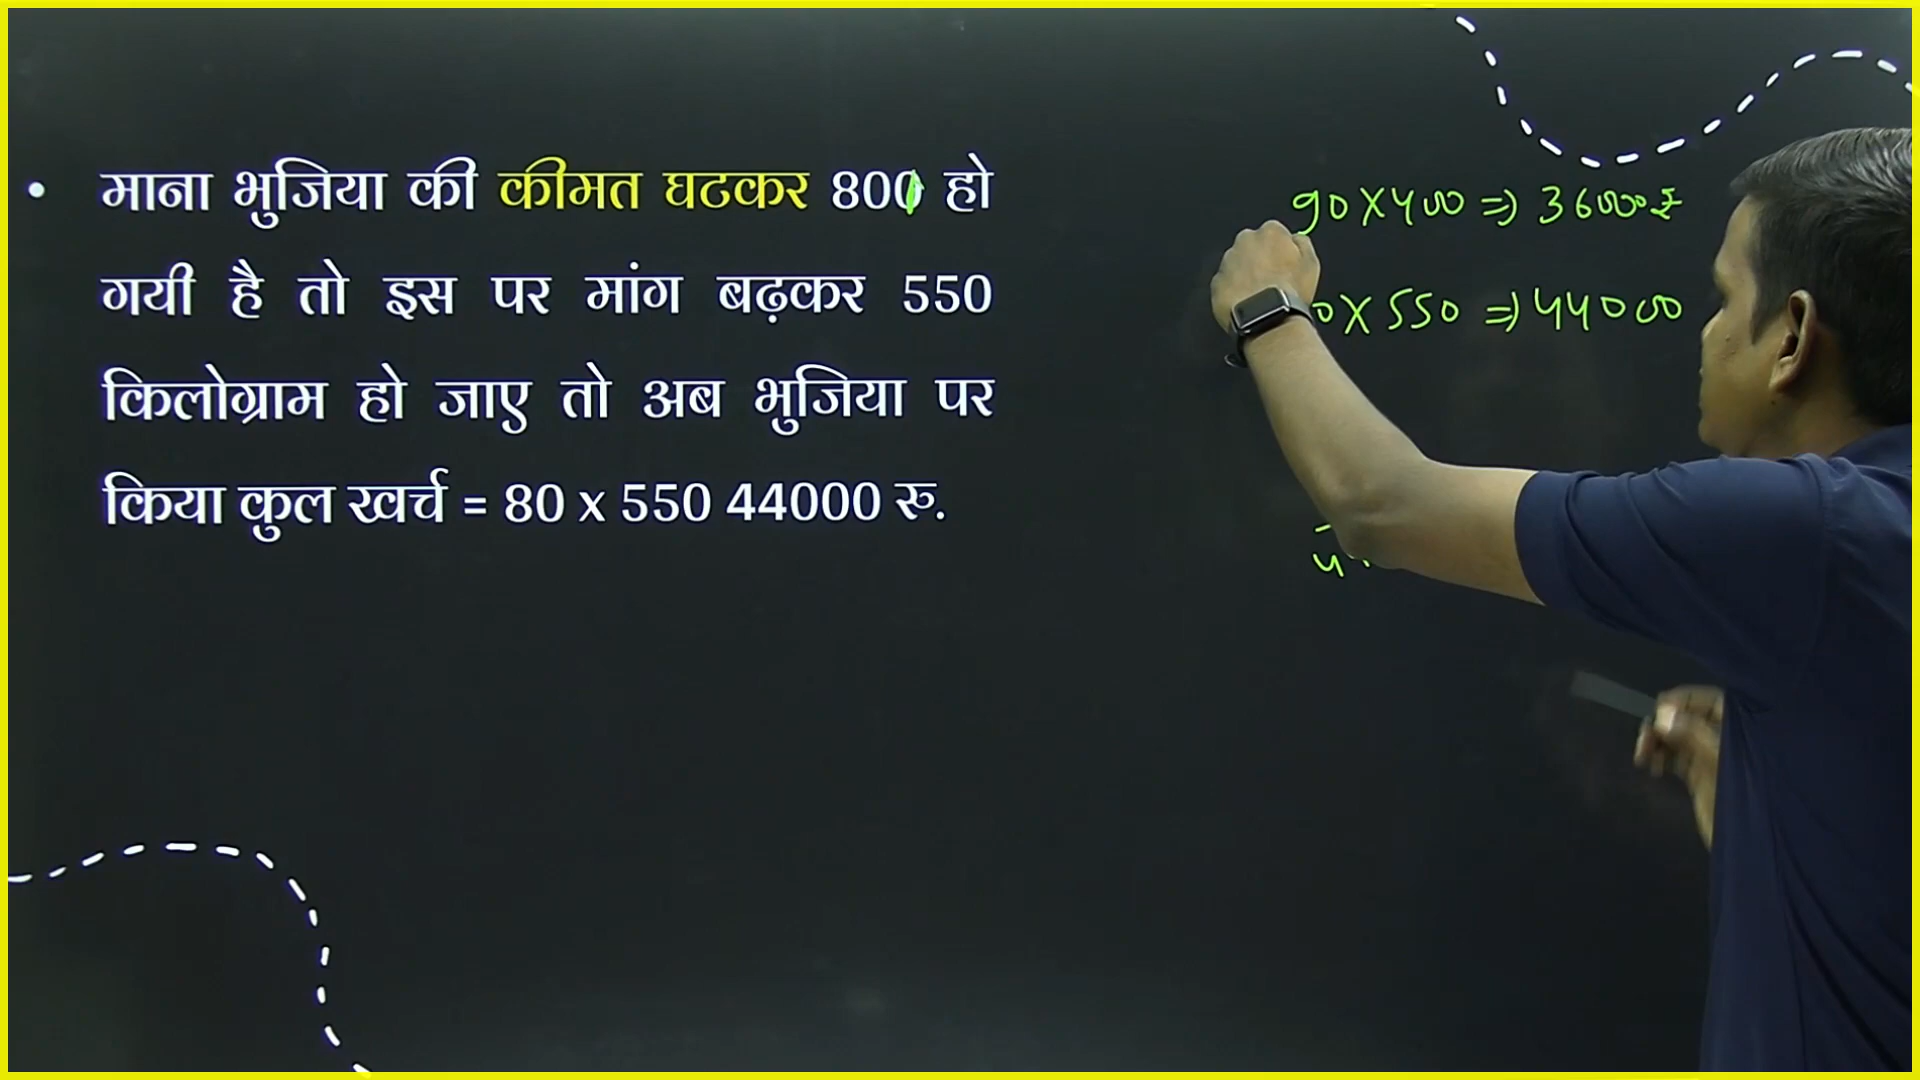 • माना भुजिया की कीमत घटकर 800 हो
गयी है तो इस पर मांग बढ़कर 550
किलोग्राम हो जाए तो अब भुजिया पर
किया कुल खर्च = 80 x 550 44000 रु.
90 X 400 => 36000 ₹
0 X 550 => 44000